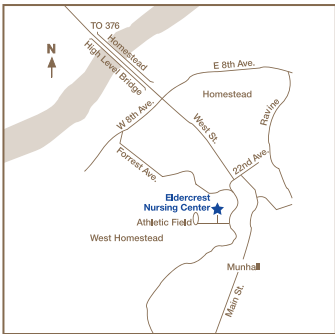 TO 376
Homestead
High Level Bridge
N
E 8th Ave.
Homestead
W 8th Ave.
West St.
Ravine
22nd Ave.
Forrest Ave.
Eldercrest
Nursing Center
Athletic Field
West Homestead
Munhall
Main St.